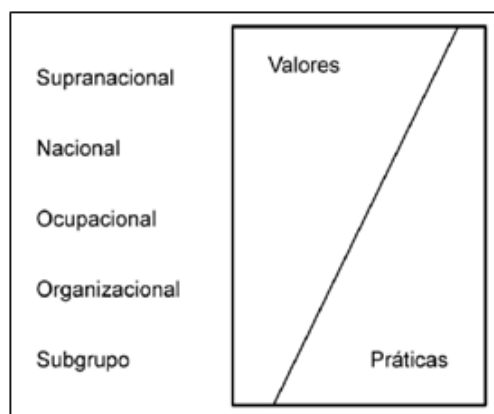 Supranacional
Valores
Nacional
Ocupacional
Organizacional
Subgrupo
Práticas